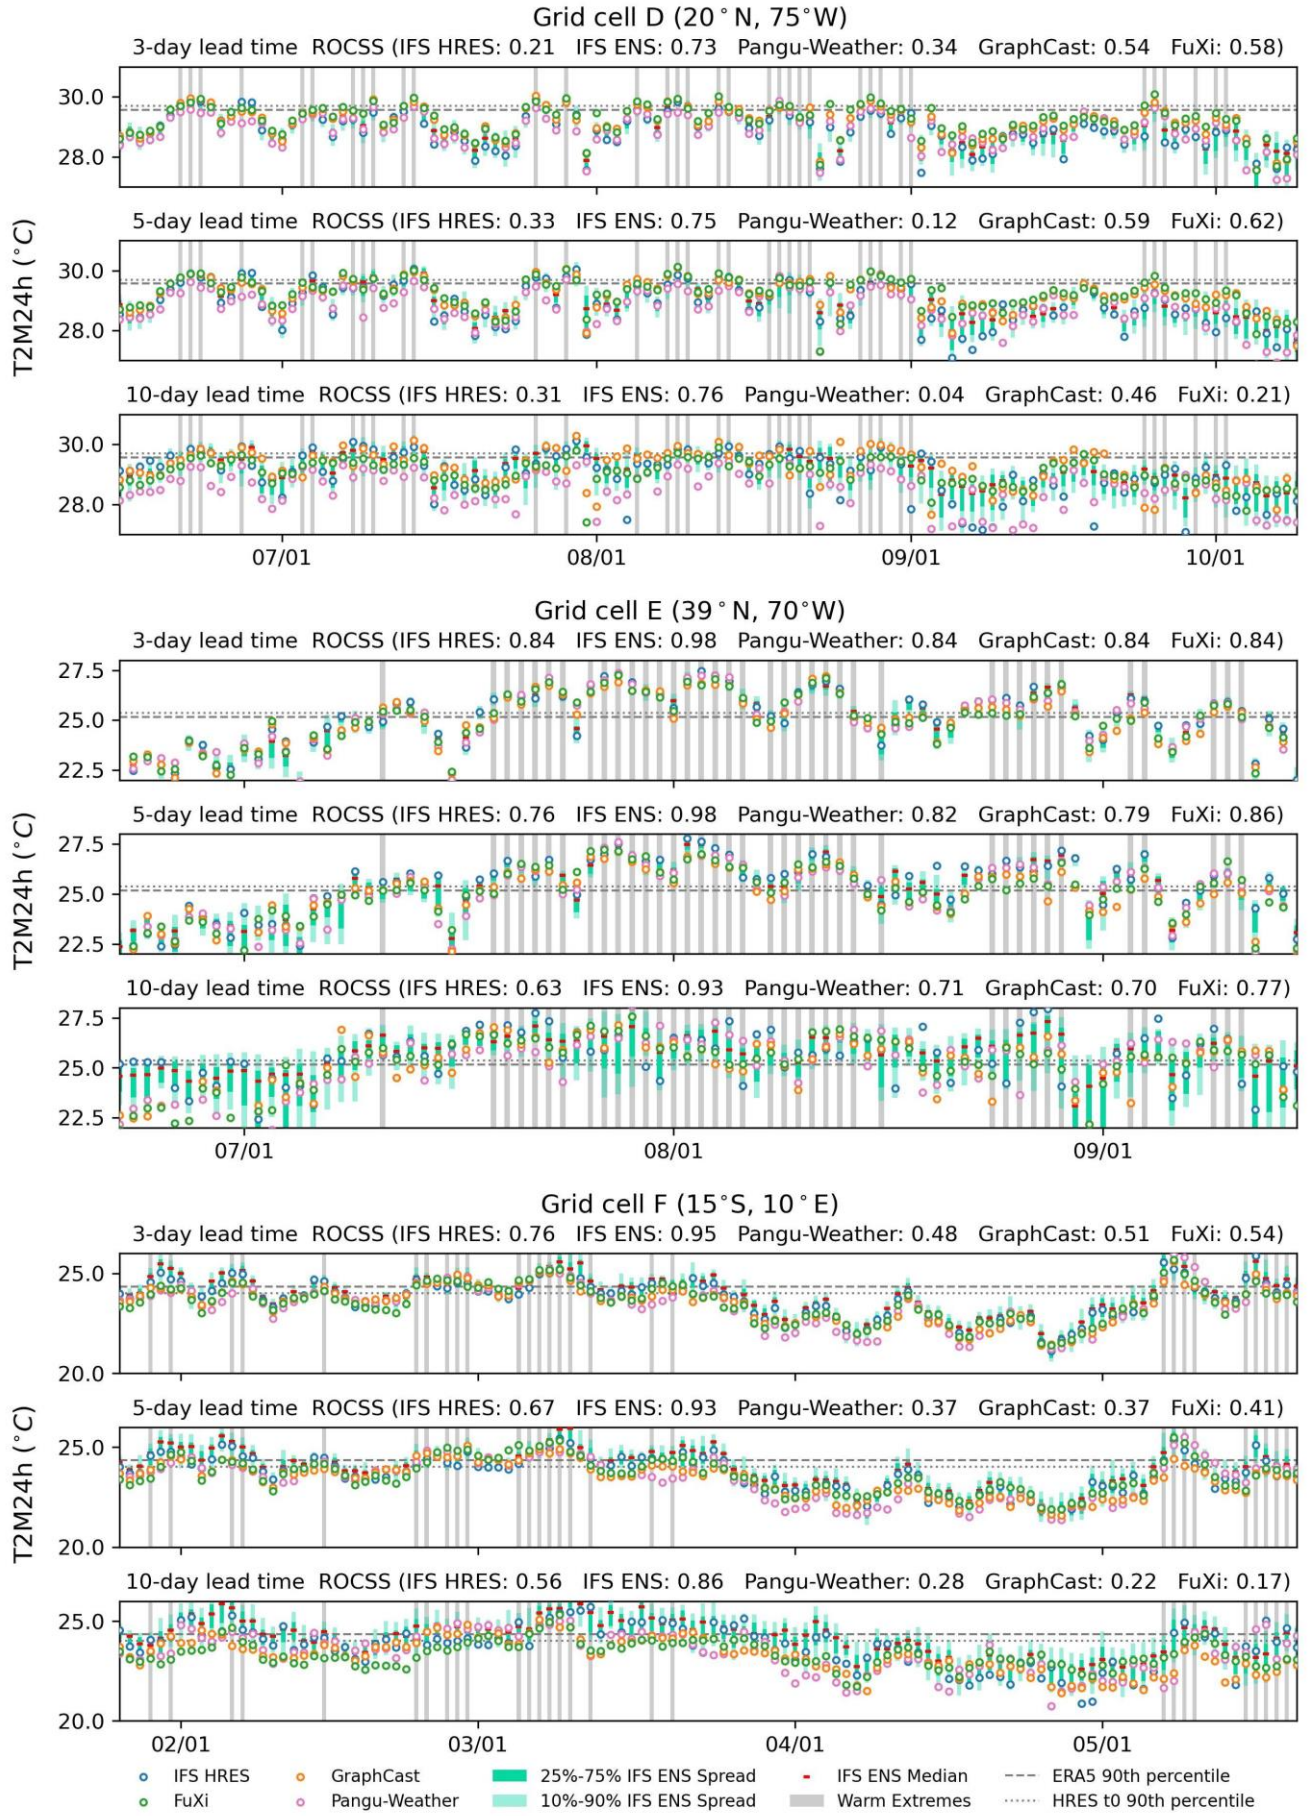 Grid cell D (20°N, 75°W)
3-day lead time ROCSS (IFS HRES: 0.21 IFS ENS: 0.73 Pangu-Weather: 0.34 GraphCast: 0.54 FuXi: 0.58)
30.0
28.0
5-day lead time ROCSS (IFS HRES: 0.33 IFS ENS: 0.75 Pangu-Weather: 0.12 GraphCast: 0.59 FuXi: 0.62)
30.0
28.0
T2M24h (°C)
10-day lead time ROCSS (IFS HRES: 0.31 IFS ENS: 0.76 Pangu-Weather: 0.04 GraphCast: 0.46 FuXi: 0.21)
30.0
28.0
07/01 08/01 09/01 10/01
Grid cell E (39°N, 70°W)
3-day lead time ROCSS (IFS HRES: 0.84 IFS ENS: 0.98 Pangu-Weather: 0.84 GraphCast: 0.84 FuXi: 0.84)
27.5
25.0
22.5
5-day lead time ROCSS (IFS HRES: 0.76 IFS ENS: 0.98 Pangu-Weather: 0.82 GraphCast: 0.79 FuXi: 0.86)
27.5
25.0
22.5
T2M24h (°C)
10-day lead time ROCSS (IFS HRES: 0.63 IFS ENS: 0.93 Pangu-Weather: 0.71 GraphCast: 0.70 FuXi: 0.77)
27.5
25.0
22.5
07/01 08/01 09/01
Grid cell F (15°S, 10°E)
3-day lead time ROCSS (IFS HRES: 0.76 IFS ENS: 0.95 Pangu-Weather: 0.48 GraphCast: 0.51 FuXi: 0.54)
25.0
20.0
5-day lead time ROCSS (IFS HRES: 0.67 IFS ENS: 0.93 Pangu-Weather: 0.37 GraphCast: 0.37 FuXi: 0.41)
25.0
20.0
T2M24h (°C)
10-day lead time ROCSS (IFS HRES: 0.56 IFS ENS: 0.86 Pangu-Weather: 0.28 GraphCast: 0.22 FuXi: 0.17)
25.0
20.0
02/01 03/01 04/01 05/01
IFS HRES GraphCast 25%-75% IFS ENS Spread IFS ENS Median ERA5 90th percentile
FuXi Pangu-Weather 10%-90% IFS ENS Spread Warm Extremes HRES t0 90th percentile